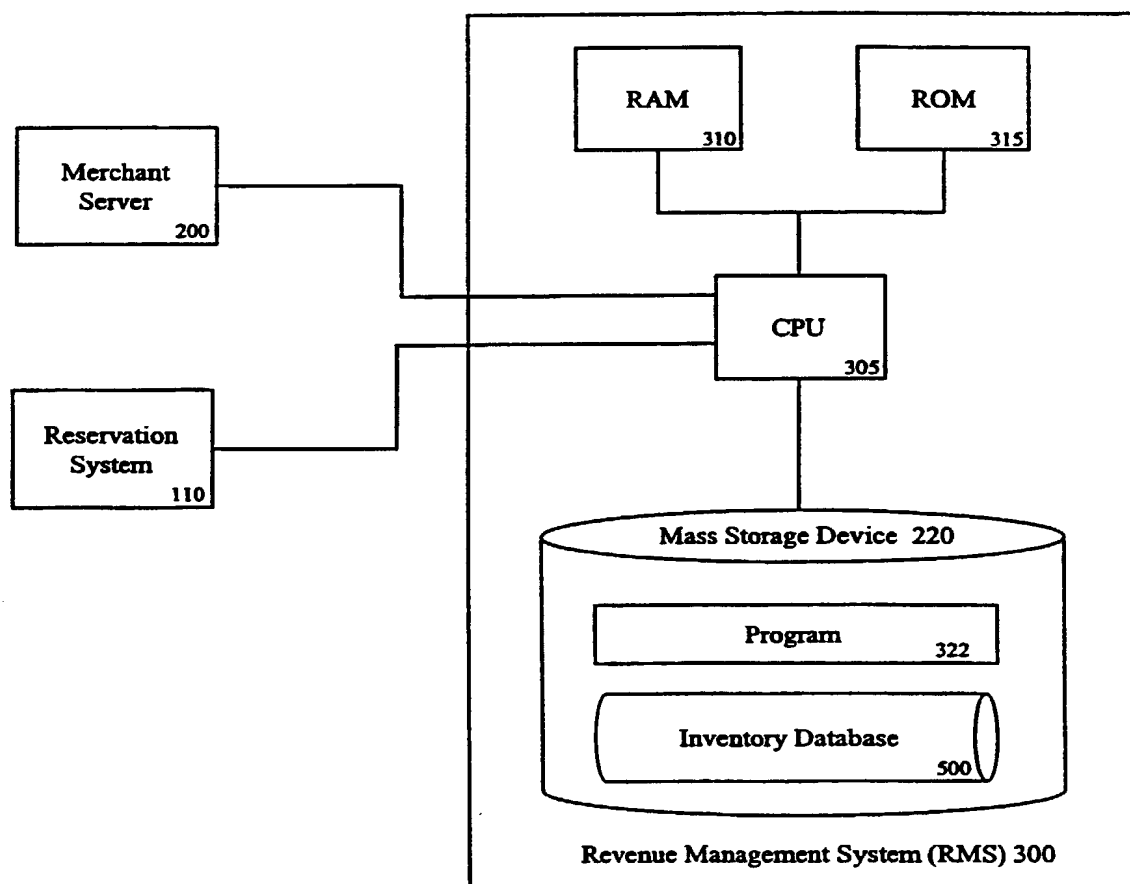 RAM
310
ROM
315
Merchant
Server
200
CPU
305
Reservation
System
110
Mass Storage Device 220
Program
322
Inventory Database
500
Revenue Management System (RMS) 300